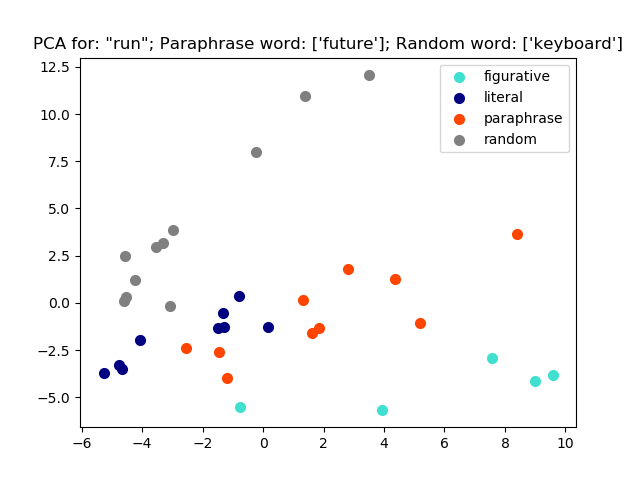 PCA for: "run"; Paraphrase word: ['future']; Random word: ['keyboard']
figurative
literal
paraphrase
random
12.5
10.0
7.5
5.0
2.5
0.0
−2.5
−5.0
−6 −4 −2 0 2 4 6 8 10